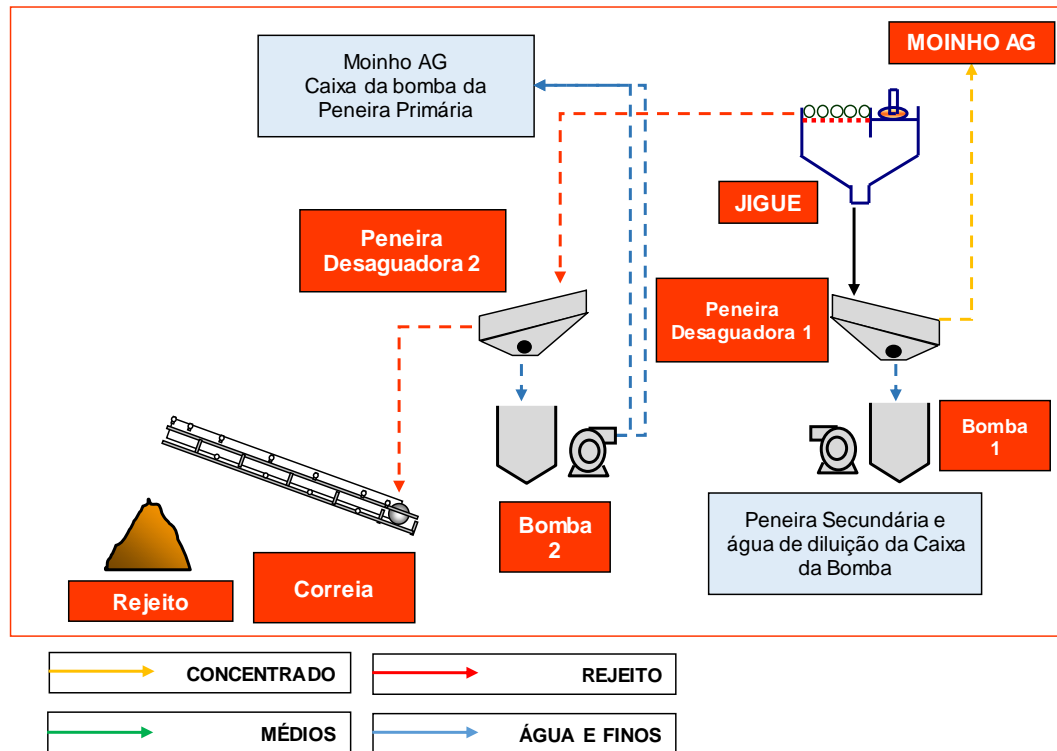 Moinho AG
Caixa da bomba da
Peneira Primária
MOINHO AG
JIGUE
Peneira
Desaguadora 2
Peneira
Desaguadora 1
Bomba
1
Bomba
2
Peneira Secundária e
água de diluição da Caixa
da Bomba
Rejeito
Correia
CONCENTRADO
REJEITO
MÉDIOS
ÁGUA E FINOS